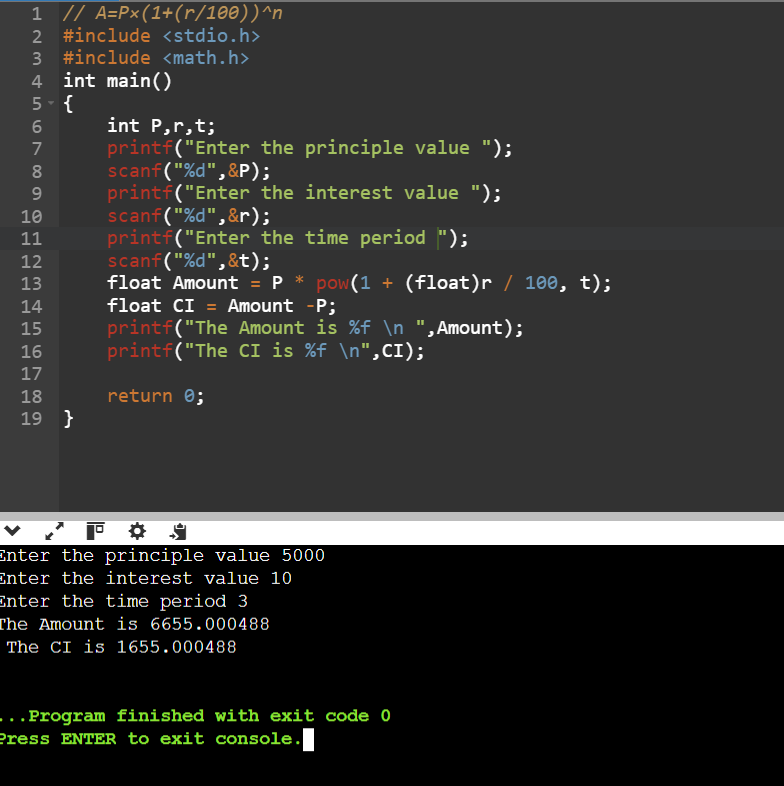 1 // A=P×(1+(r/100))^n
2 #include <stdio.h>
3 #include <math.h>
4 int main()
5 {
6     int P,r,t;
7     printf("Enter the principle value ");
8     scanf("%d",&P);
9     printf("Enter the interest value ");
10     scanf("%d",&r);
11     printf("Enter the time period ");
12     scanf("%d",&t);
13     float Amount = P * pow(1 + (float)r / 100, t);
14     float CI = Amount -P;
15     printf("The Amount is %f \n ",Amount);
16     printf("The CI is %f \n",CI);
17
18     return 0;
19 }
Enter the principle value 5000
Enter the interest value 10
Enter the time period 3
The Amount is 6655.000488
 The CI is 1655.000488
...Program finished with exit code 0
Press ENTER to exit console.